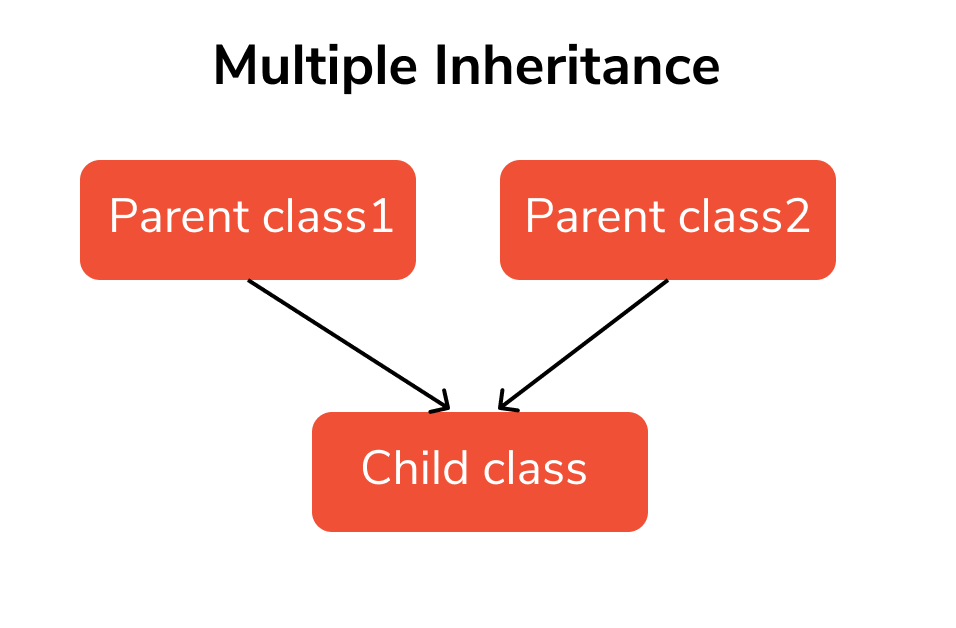 Multiple Inheritance
Parent class1
Parent class2
Child class